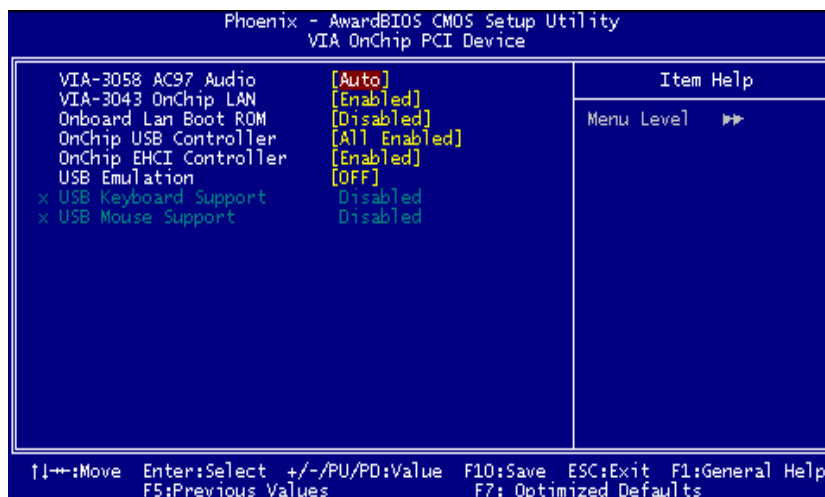 Phoenix - AwardBIOS CMOS Setup Utility
VIA OnChip PCI Device
VIA-3058 AC97 Audio [Auto]
VIA-3043 OnChip LAN [Enabled]
Onboard Lan Boot ROM [Disabled]
OnChip USB Controller [All Enabled]
OnChip EHCI Controller [Enabled]
USB Emulation [OFF]
x USB Keyboard Support Disabled
x USB Mouse Support Disabled
Item Help
Menu Level ▶▶
↑↓→←:Move Enter:Select +/-/PU/PD:Value F10:Save ESC:Exit F1:General Help
F5:Previous Values F7: Optimized Defaults